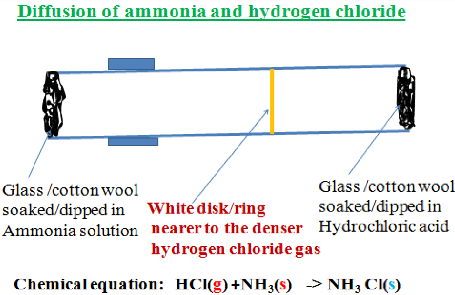 Diffusion of ammonia and hydrogen chloride
Glass /cotton wool
soaked/dipped in
Ammonia solution
White disk/ring
nearer to the denser
hydrogen chloride gas
Glass /cotton wool
soaked/dipped in
Hydrochloric acid
Chemical equation: HCl(g)+NH₃(s) -> NH₃ Cl(s)